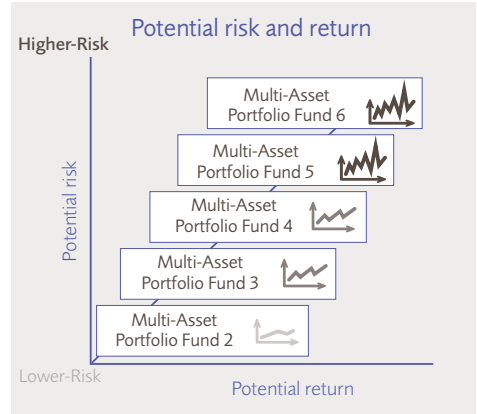 Potential risk and return
Higher-Risk
Multi-Asset
Portfolio Fund 6
Multi-Asset
Portfolio Fund 5
Multi-Asset
Portfolio Fund 4
Multi-Asset
Portfolio Fund 3
Multi-Asset
Portfolio Fund 2
Potential risk
Lower-Risk
Potential return